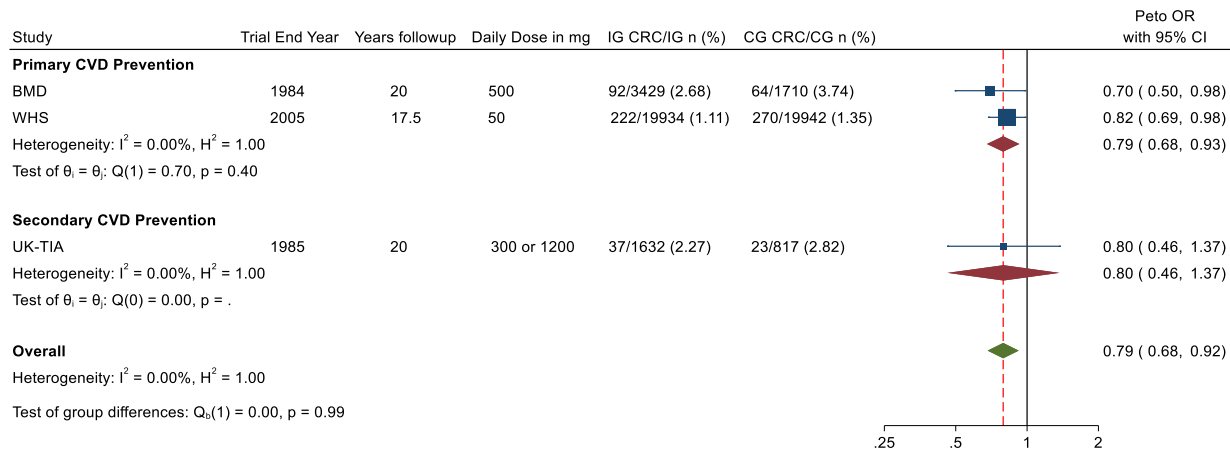 Peto OR
Study Trial End Year Years followup Daily Dose in mg IG CRC/IG n (%) CG CRC/CG n (%) with 95% CI
Primary CVD Prevention
BMD 1984 20 500 92/3429 (2.68) 64/1710 (3.74) 0.70 ( 0.50, 0.98)
WHS 2005 17.5 50 222/19934 (1.11) 270/19942 (1.35) 0.82 ( 0.69, 0.98)
Heterogeneity: I² = 0.00%, H² = 1.00 0.79 ( 0.68, 0.93)
Test of θᵢ = θⱼ: Q(1) = 0.70, p = 0.40
Secondary CVD Prevention
UK-TIA 1985 20 300 or 1200 37/1632 (2.27) 23/817 (2.82) 0.80 ( 0.46, 1.37)
Heterogeneity: I² = 0.00%, H² = 1.00 0.80 ( 0.46, 1.37)
Test of θᵢ = θⱼ: Q(0) = 0.00, p = .
Overall 0.79 ( 0.68, 0.92)
Heterogeneity: I² = 0.00%, H² = 1.00
Test of group differences: Q_b(1) = 0.00, p = 0.99
.25 .5 1 2